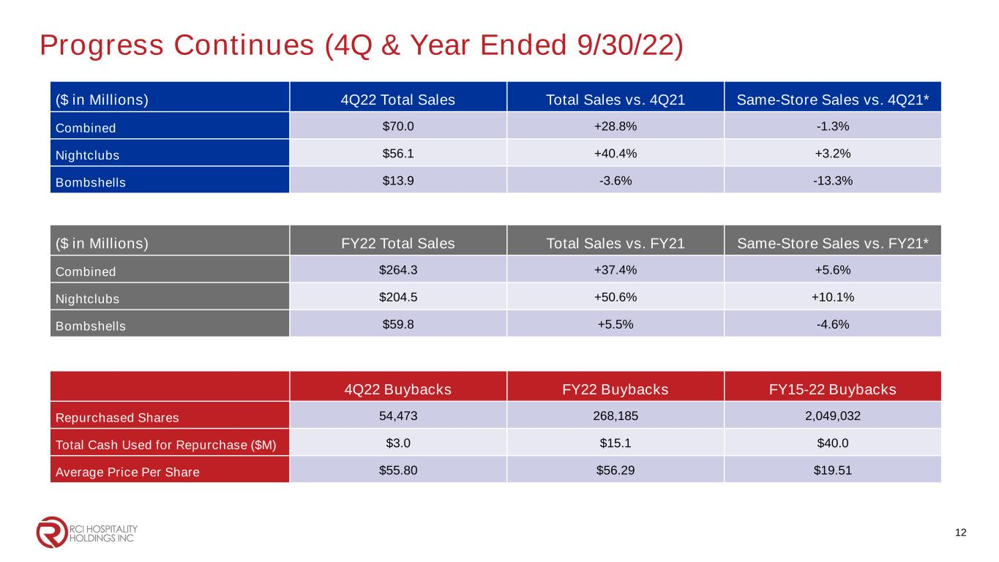 Progress Continues (4Q & Year Ended 9/30/22)
($ in Millions) 4Q22 Total Sales Total Sales vs. 4Q21 Same-Store Sales vs. 4Q21*
Combined $70.0 +28.8% -1.3%
Nightclubs $56.1 +40.4% +3.2%
Bombshells $13.9 -3.6% -13.3%
($ in Millions) FY22 Total Sales Total Sales vs. FY21 Same-Store Sales vs. FY21*
Combined $264.3 +37.4% +5.6%
Nightclubs $204.5 +50.6% +10.1%
Bombshells $59.8 +5.5% -4.6%
4Q22 Buybacks FY22 Buybacks FY15-22 Buybacks
Repurchased Shares 54,473 268,185 2,049,032
Total Cash Used for Repurchase ($M) $3.0 $15.1 $40.0
Average Price Per Share $55.80 $56.29 $19.51
RCI HOSPITALITY
HOLDINGS INC
12